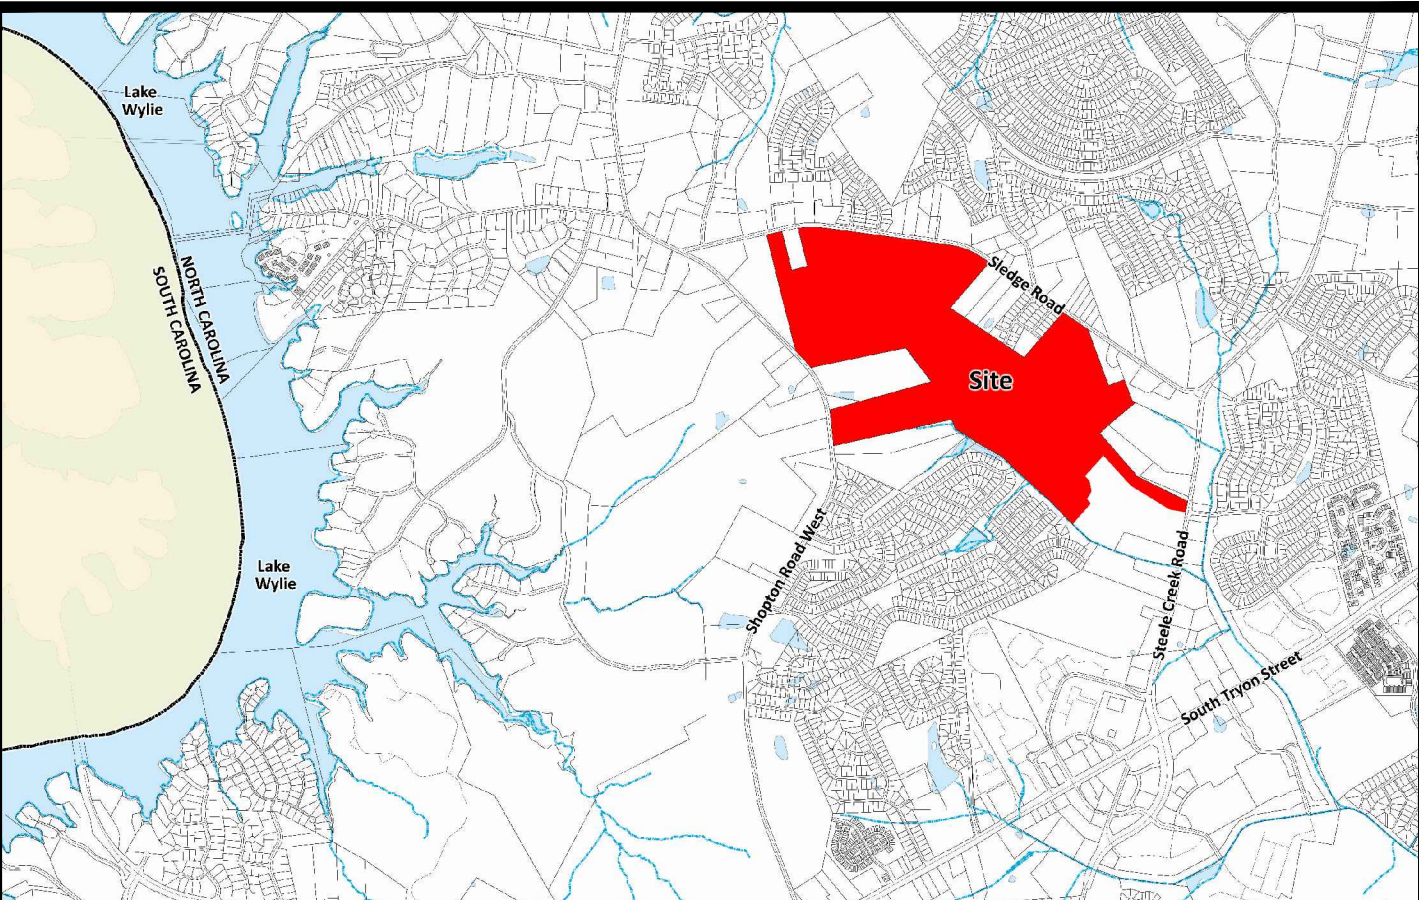 Lake
Wylie
Sledge Road
NORTH CAROLINA
SOUTH CAROLINA
Site
Lake
Wylie
Shopton Road West
Steele Creek Road
South Tryon Street